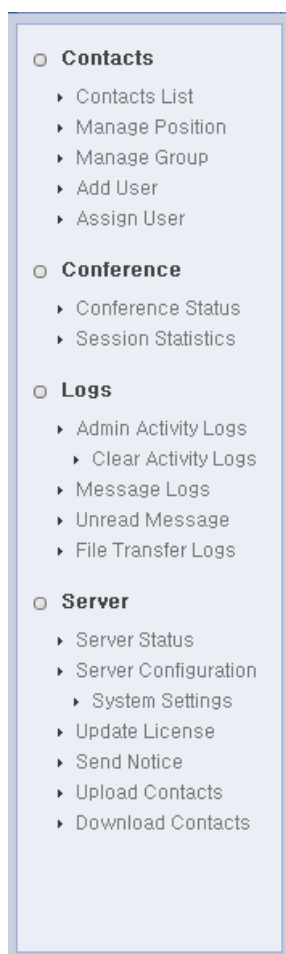 Contacts
Contacts List
Manage Position
Manage Group
Add User
Assign User
Conference
Conference Status
Session Statistics
Logs
Admin Activity Logs
Clear Activity Logs
Message Logs
Unread Message
File Transfer Logs
Server
Server Status
Server Configuration
System Settings
Update License
Send Notice
Upload Contacts
Download Contacts